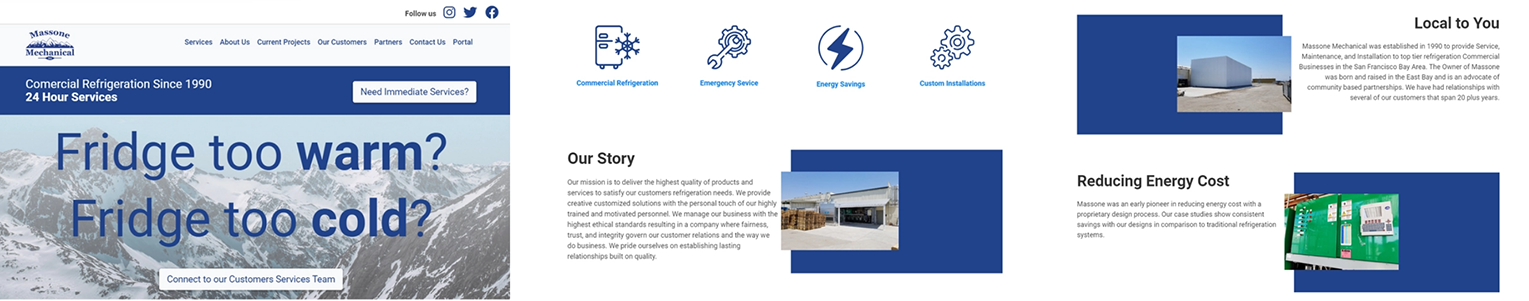 Follow us
Massone
Mechanical
Services About Us Current Projects Our Customers Partners Contact Us Portal
Comercial Refrigeration Since 1990
24 Hour Services
Need Immediate Services?
Fridge too warm?
Fridge too cold?
Connect to our Customers Services Team
Commercial Refrigeration
Emergency Sevice
Energy Savings
Custom Installations
Our Story
Our mission is to deliver the highest quality of products and
services to satisfy our customers refrigeration needs. We provide
creative customized solutions with the personal touch of our highly
trained and motivated personnel. We manage our business with the
highest ethical standards resulting in a company where fairness,
trust, and integrity govern our customer relations and the way we
do business. We pride ourselves on establishing lasting
relationships built on quality.
Local to You
Massone Mechanical was established in 1990 to provide Service,
Maintenance, and Installation to top tier refrigeration Commercial
Businesses in the San Francisco Bay Area. The Owner of Massone
was born and raised in the East Bay and is an advocate of
community based partnerships. We have had relationships with
several of our customers that span 20 plus years.
Reducing Energy Cost
Massone was an early pioneer in reducing energy cost with a
proprietary design process. Our case studies show consistent
savings with our designs in comparison to traditional refrigeration
systems.